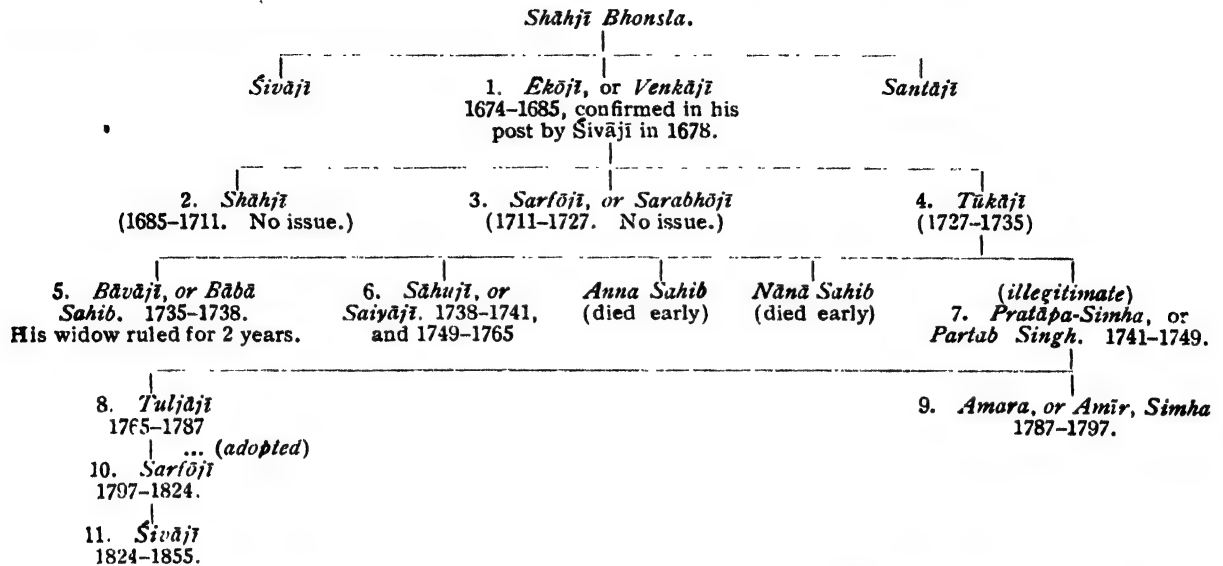 Shāhjī Bhonsla.
Śivājī
1. Ēkōjī, or Venkājī
1674–1685, confirmed in his
post by Śivājī in 1678.
Santājī
2. Shāhjī
(1685–1711. No issue.)
3. Sarfōjī, or Sarabhōjī
(1711–1727. No issue.)
4. Tūkājī
(1727–1735)
5. Bāvājī, or Bābā
Sahib. 1735–1738.
His widow ruled for 2 years.
6. Sāhujī, or
Saiyājī. 1738–1741,
and 1749–1765
Anna Sahib
(died early)
Nānā Sahib
(died early)
(illegitimate)
7. Pratāpa-Simha, or
Partab Singh. 1741–1749.
8. Tuljājī
1765–1787
... (adopted)
9. Amara, or Amīr, Simha
1787–1797.
10. Sarfōjī
1797–1824.
11. Śivājī
1824–1855.